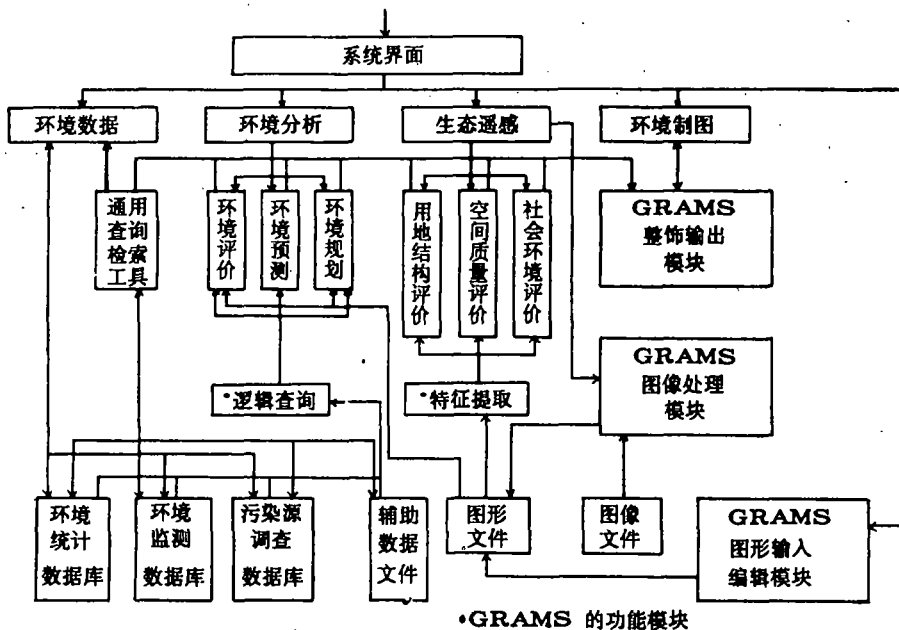 系统界面
环境数据
环境分析
生态遥感
环境制图
通用
查询
检索
工具
环境评价
环境预测
环境规划
用地结构评价
空间质量评价
社会环境评价
GRAMS
整饰输出
模块
GRAMS
图像处理
模块
•逻辑查询
•特征提取
环境
统计
数据库
环境
监测
数据库
污染源
调查
数据库
辅助
数据
文件
图形
文件
图像
文件
GRAMS
图形输入
编辑模块
•GRAMS 的功能模块